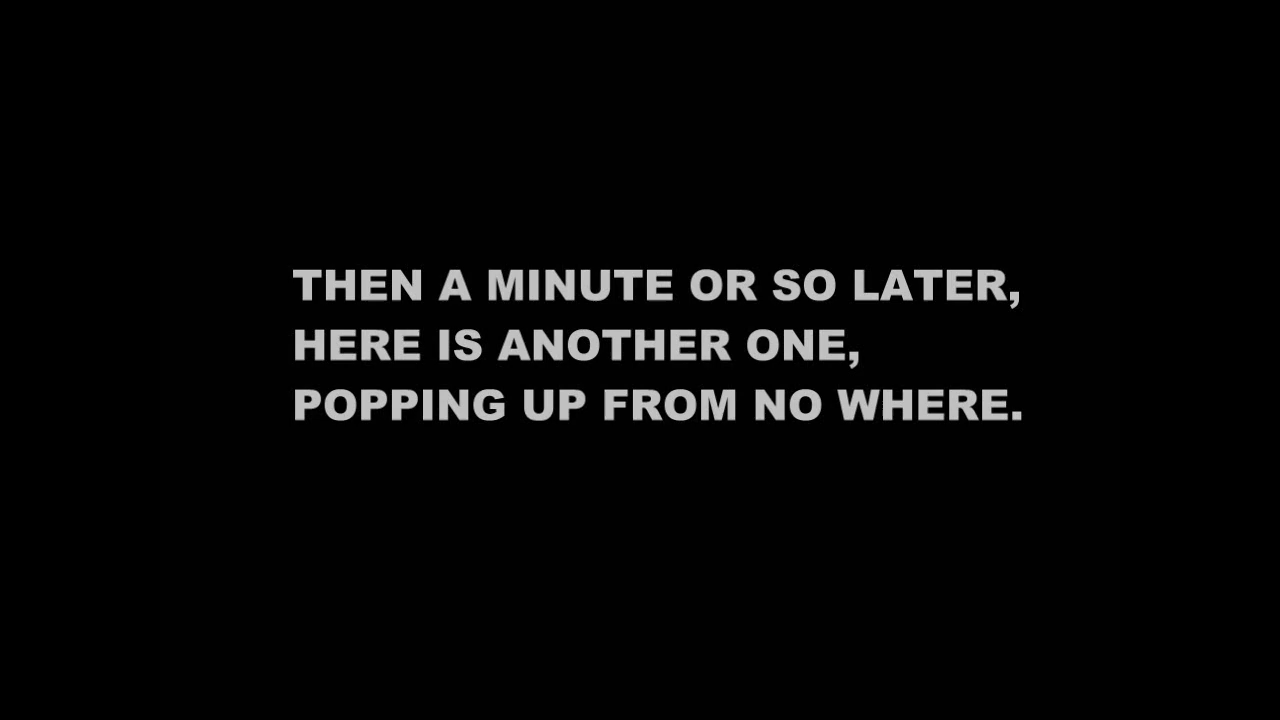 THEN A MINUTE OR SO LATER,
HERE IS ANOTHER ONE,
POPPING UP FROM NO WHERE.